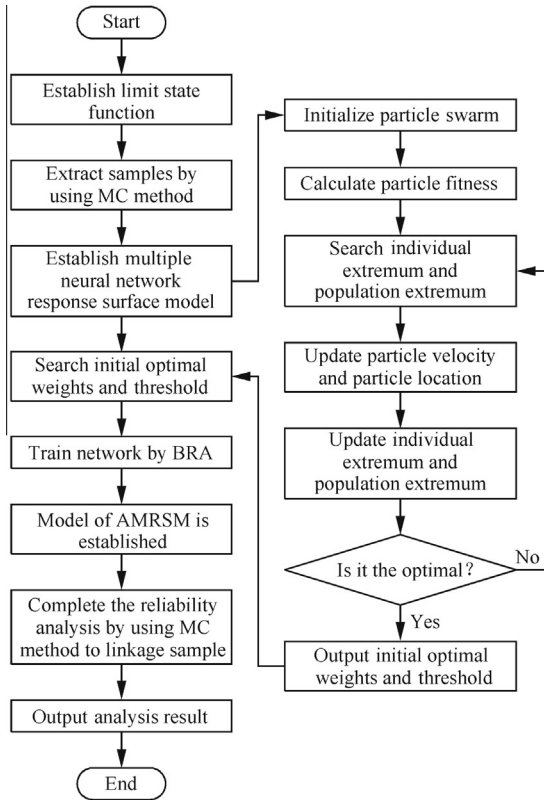 Start
Establish limit state
function
Extract samples by
using MC method
Establish multiple
neural network
response surface model
Search initial optimal
weights and threshold
Train network by BRA
Model of AMRSM is
established
Complete the reliability
analysis by using MC
method to linkage sample
Output analysis result
End
Initialize particle swarm
Calculate particle fitness
Search individual
extremum and
population extremum
Update particle velocity
and particle location
Update individual
extremum and
population extremum
Is it the optimal?
No
Yes
Output initial optimal
weights and threshold